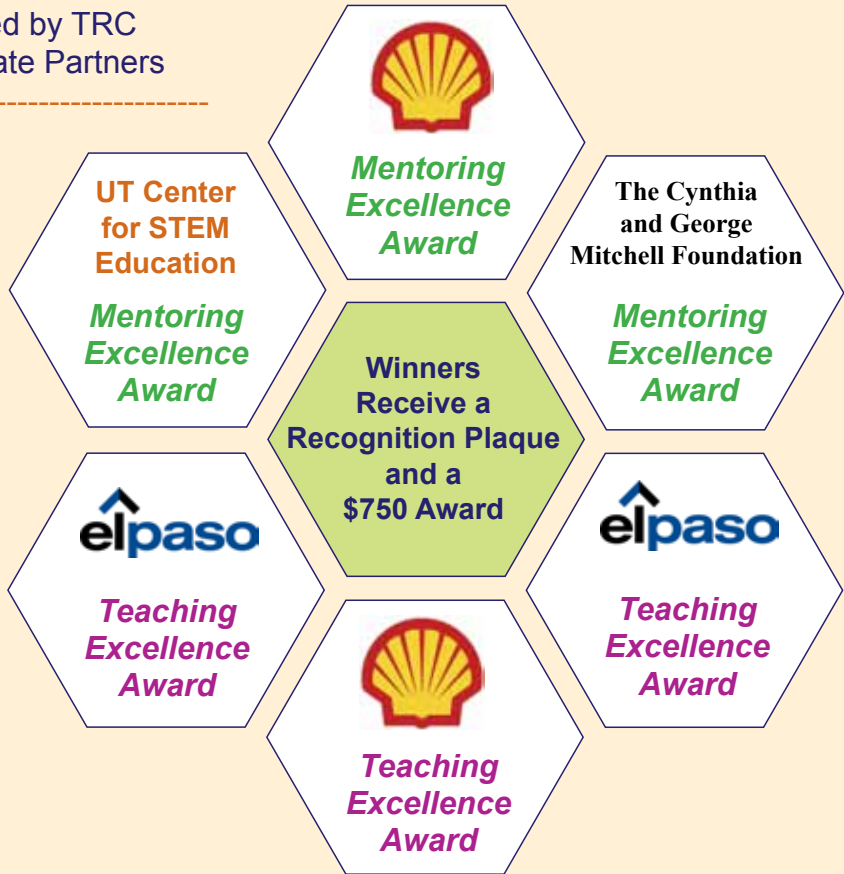 ed by TRC
ate Partners
Mentoring
Excellence
Award
UT Center
for STEM
Education
Mentoring
Excellence
Award
The Cynthia
and George
Mitchell Foundation
Mentoring
Excellence
Award
Winners
Receive a
Recognition Plaque
and a
$750 Award
elpaso
Teaching
Excellence
Award
elpaso
Teaching
Excellence
Award
Teaching
Excellence
Award